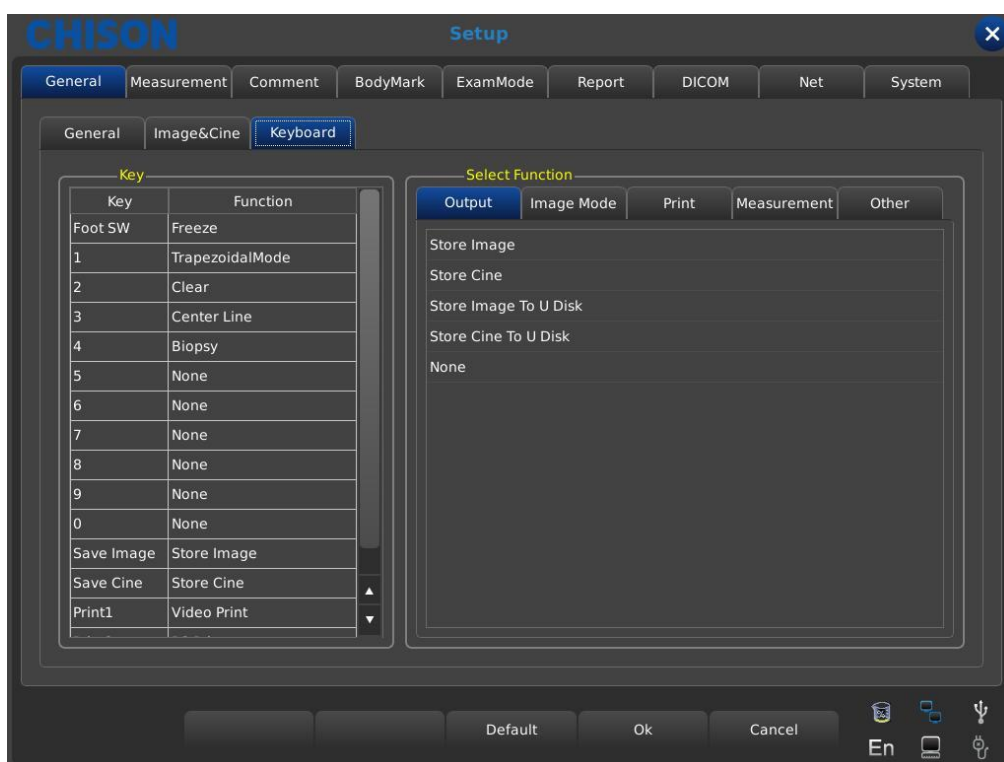 CHISON
Setup
General Measurement Comment BodyMark ExamMode Report DICOM Net System
General Image&Cine Keyboard
Key
Key Function
Foot SW Freeze
1 TrapezoidalMode
2 Clear
3 Center Line
4 Biopsy
5 None
6 None
7 None
8 None
9 None
0 None
Save Image Store Image
Save Cine Store Cine
Print1 Video Print
Select Function
Output Image Mode Print Measurement Other
Store Image
Store Cine
Store Image To U Disk
Store Cine To U Disk
None
Default Ok Cancel
En